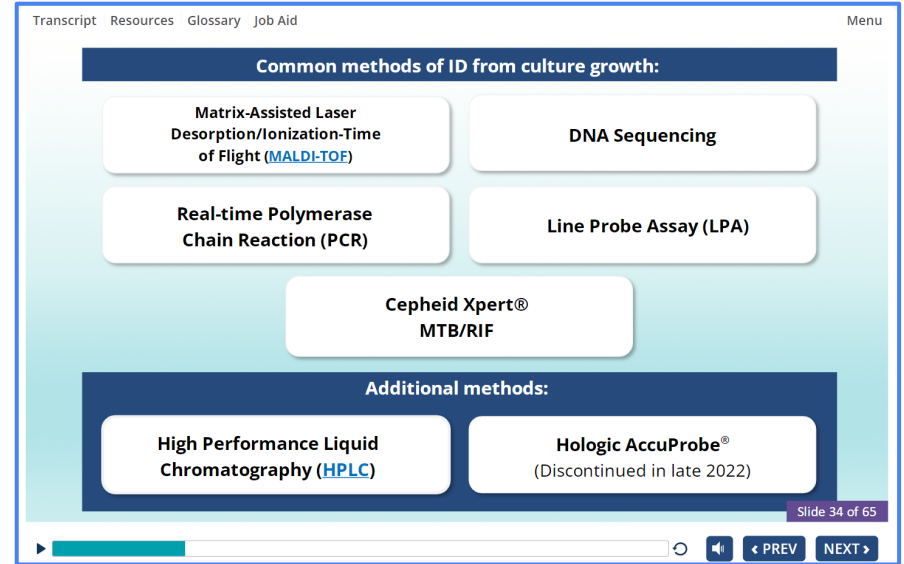 Transcript Resources Glossary Job Aid Menu
Common methods of ID from culture growth:
Matrix-Assisted Laser
Desorption/Ionization-Time
of Flight (MALDI-TOF)
DNA Sequencing
Real-time Polymerase
Chain Reaction (PCR)
Line Probe Assay (LPA)
Cepheid Xpert®
MTB/RIF
Additional methods:
High Performance Liquid
Chromatography (HPLC)
Hologic AccuProbe®
(Discontinued in late 2022)
Slide 34 of 65
‹ PREV
NEXT ›